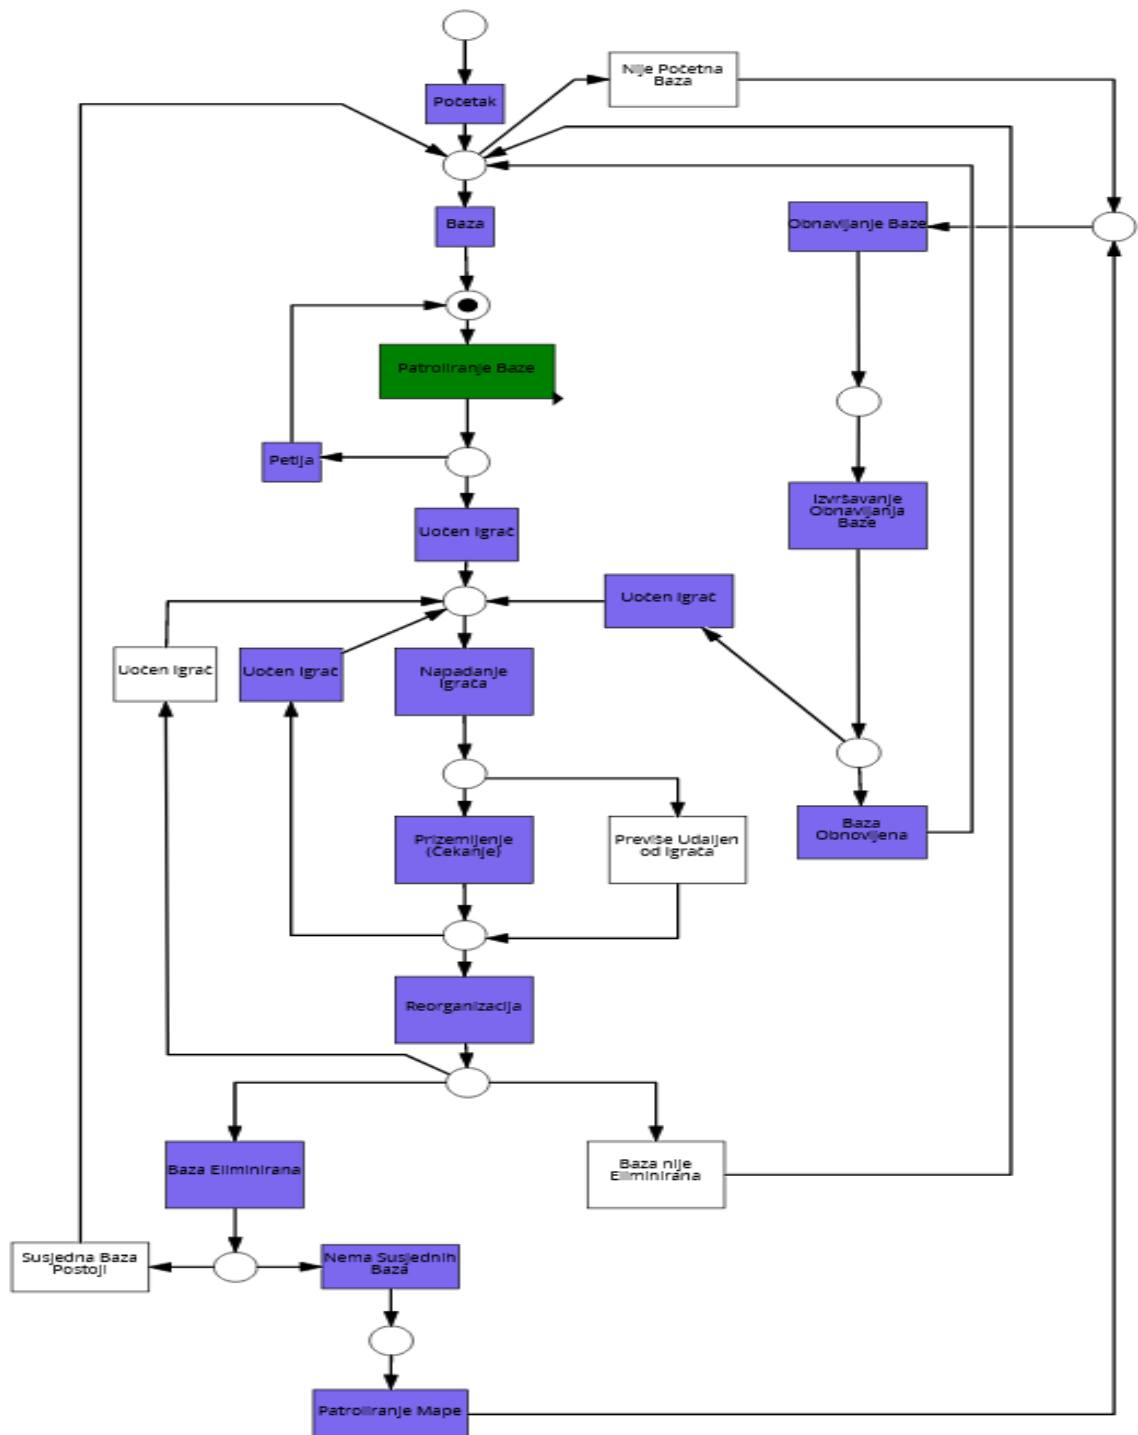 Nije Početna
Baza
Početak
Baza
Obnavljanje Baze
Patroliranje Baze
Petlja
Izvršavanje
Obnavljanja
Baze
Uočen Igrač
Uočen Igrač
Uočen Igrač
Uočen Igrač
Napadanje
Igrača
Prizemljenje
(Čekanje)
Previše Udaljen
od Igrača
Baza
Obnovljena
Reorganizacija
Baza Eliminirana
Baza nije
Eliminirana
Susjedna Baza
Postoji
Nema Susjednih
Baza
Patroliranje Mape